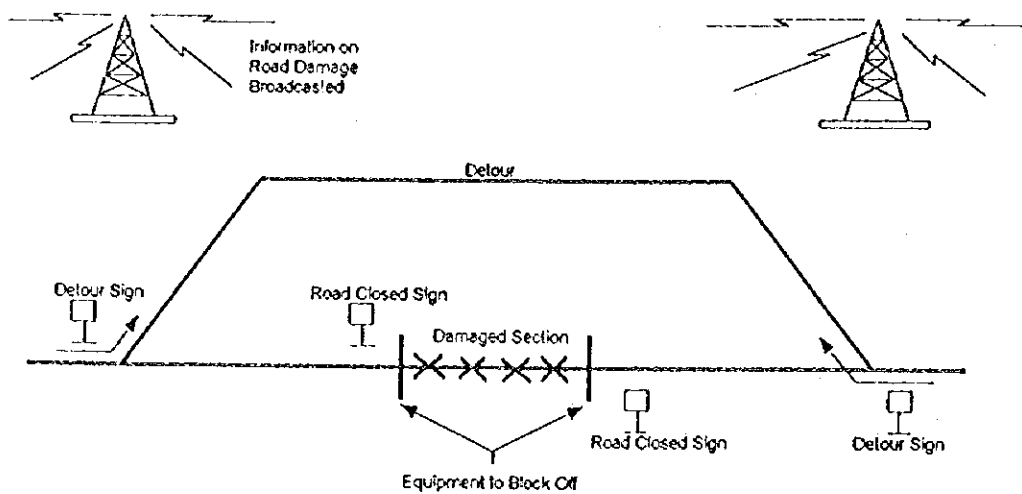 Information on
Road Damage
Broadcasted
Detour
Detour Sign
Road Closed Sign
Damaged Section
Road Closed Sign
Detour Sign
Equipment to Block Off